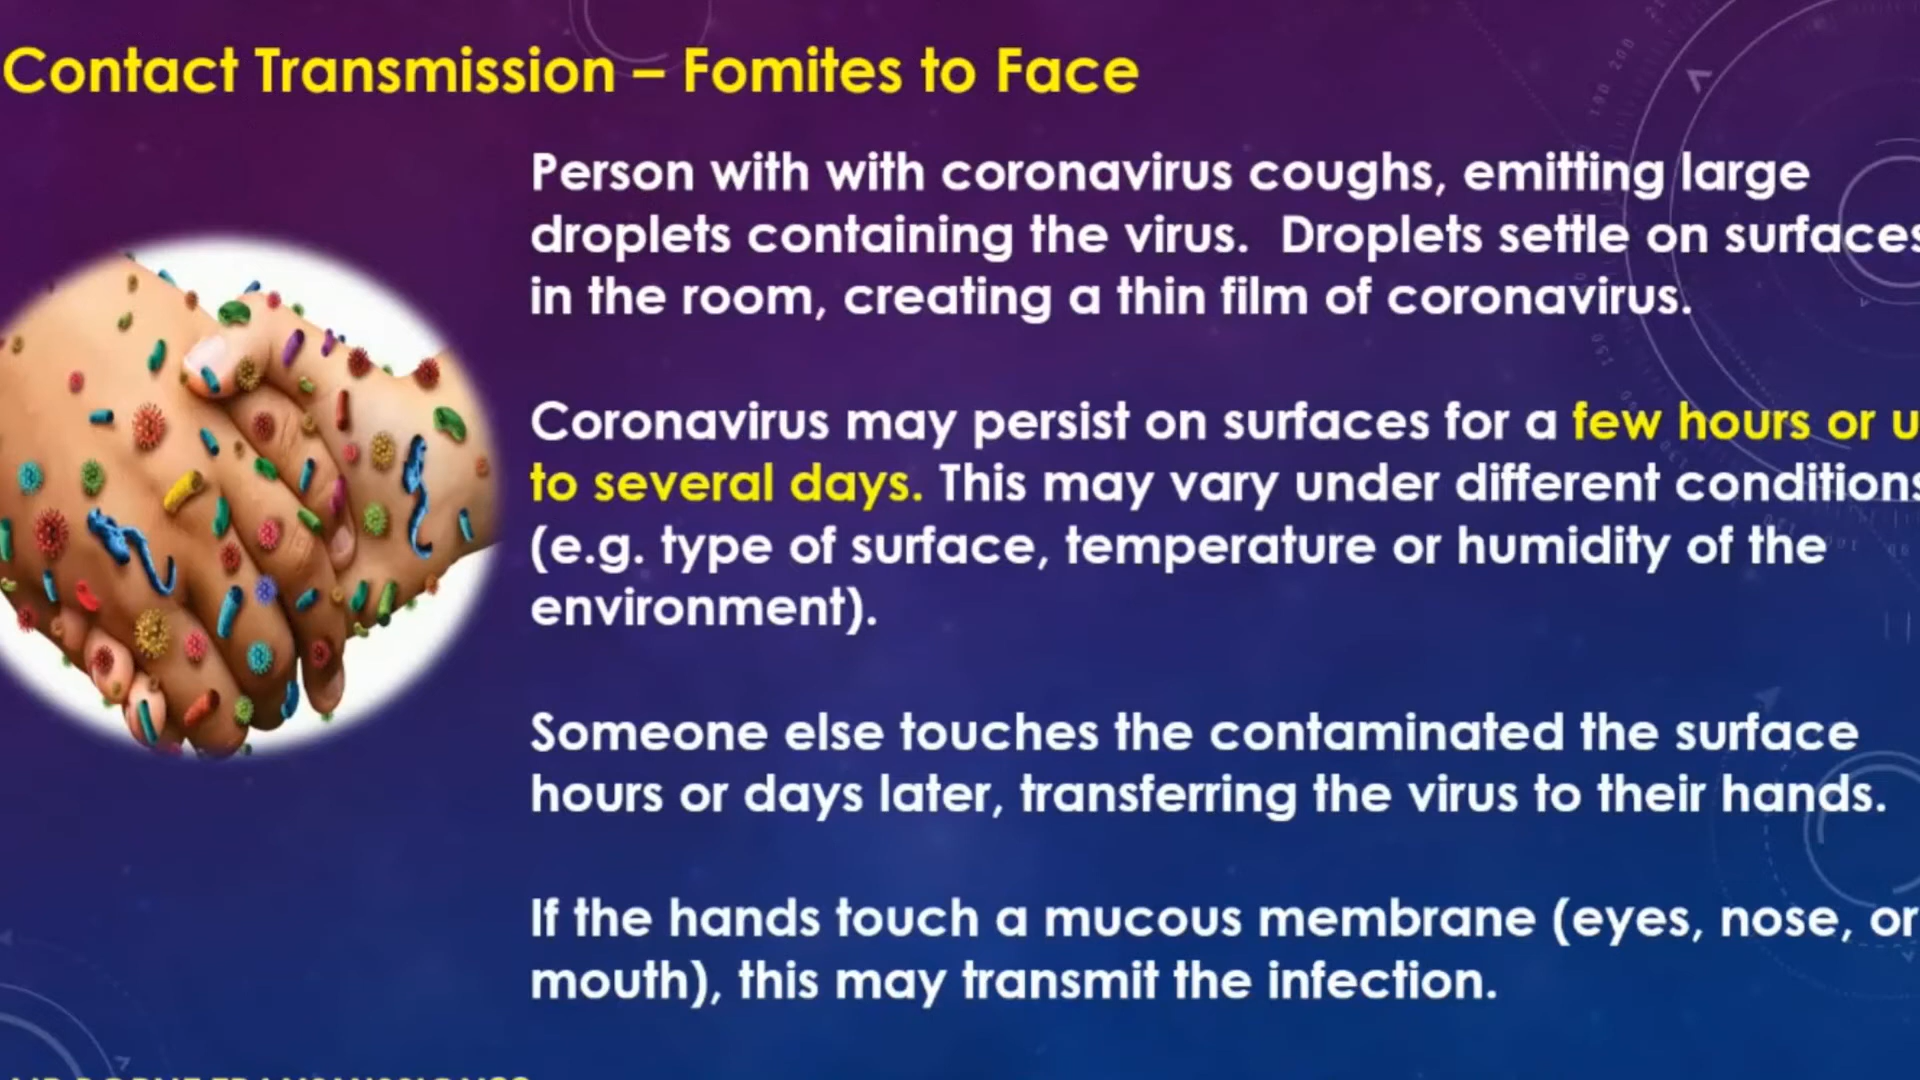 Contact Transmission – Fomites to Face
Person with with coronavirus coughs, emitting large
droplets containing the virus. Droplets settle on surfaces
in the room, creating a thin film of coronavirus.
Coronavirus may persist on surfaces for a few hours or u
to several days. This may vary under different conditions
(e.g. type of surface, temperature or humidity of the
environment).
Someone else touches the contaminated the surface
hours or days later, transferring the virus to their hands.
If the hands touch a mucous membrane (eyes, nose, or
mouth), this may transmit the infection.